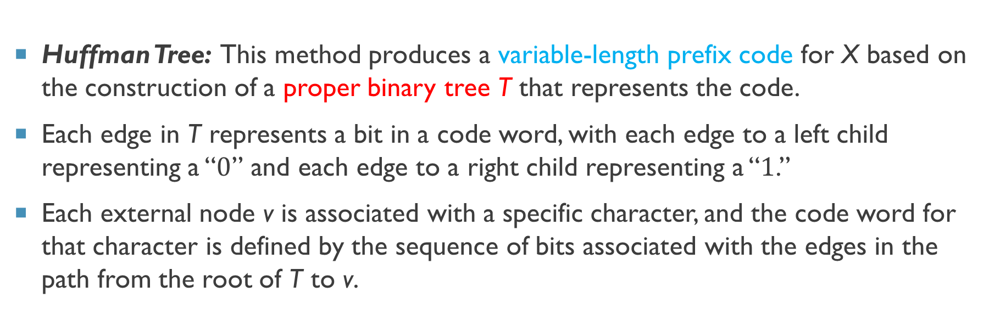 Huffman Tree: This method produces a variable-length prefix code for X based on
the construction of a proper binary tree T that represents the code.
Each edge in T represents a bit in a code word, with each edge to a left child
representing a “0” and each edge to a right child representing a “1.”
Each external node v is associated with a specific character, and the code word for
that character is defined by the sequence of bits associated with the edges in the
path from the root of T to v.